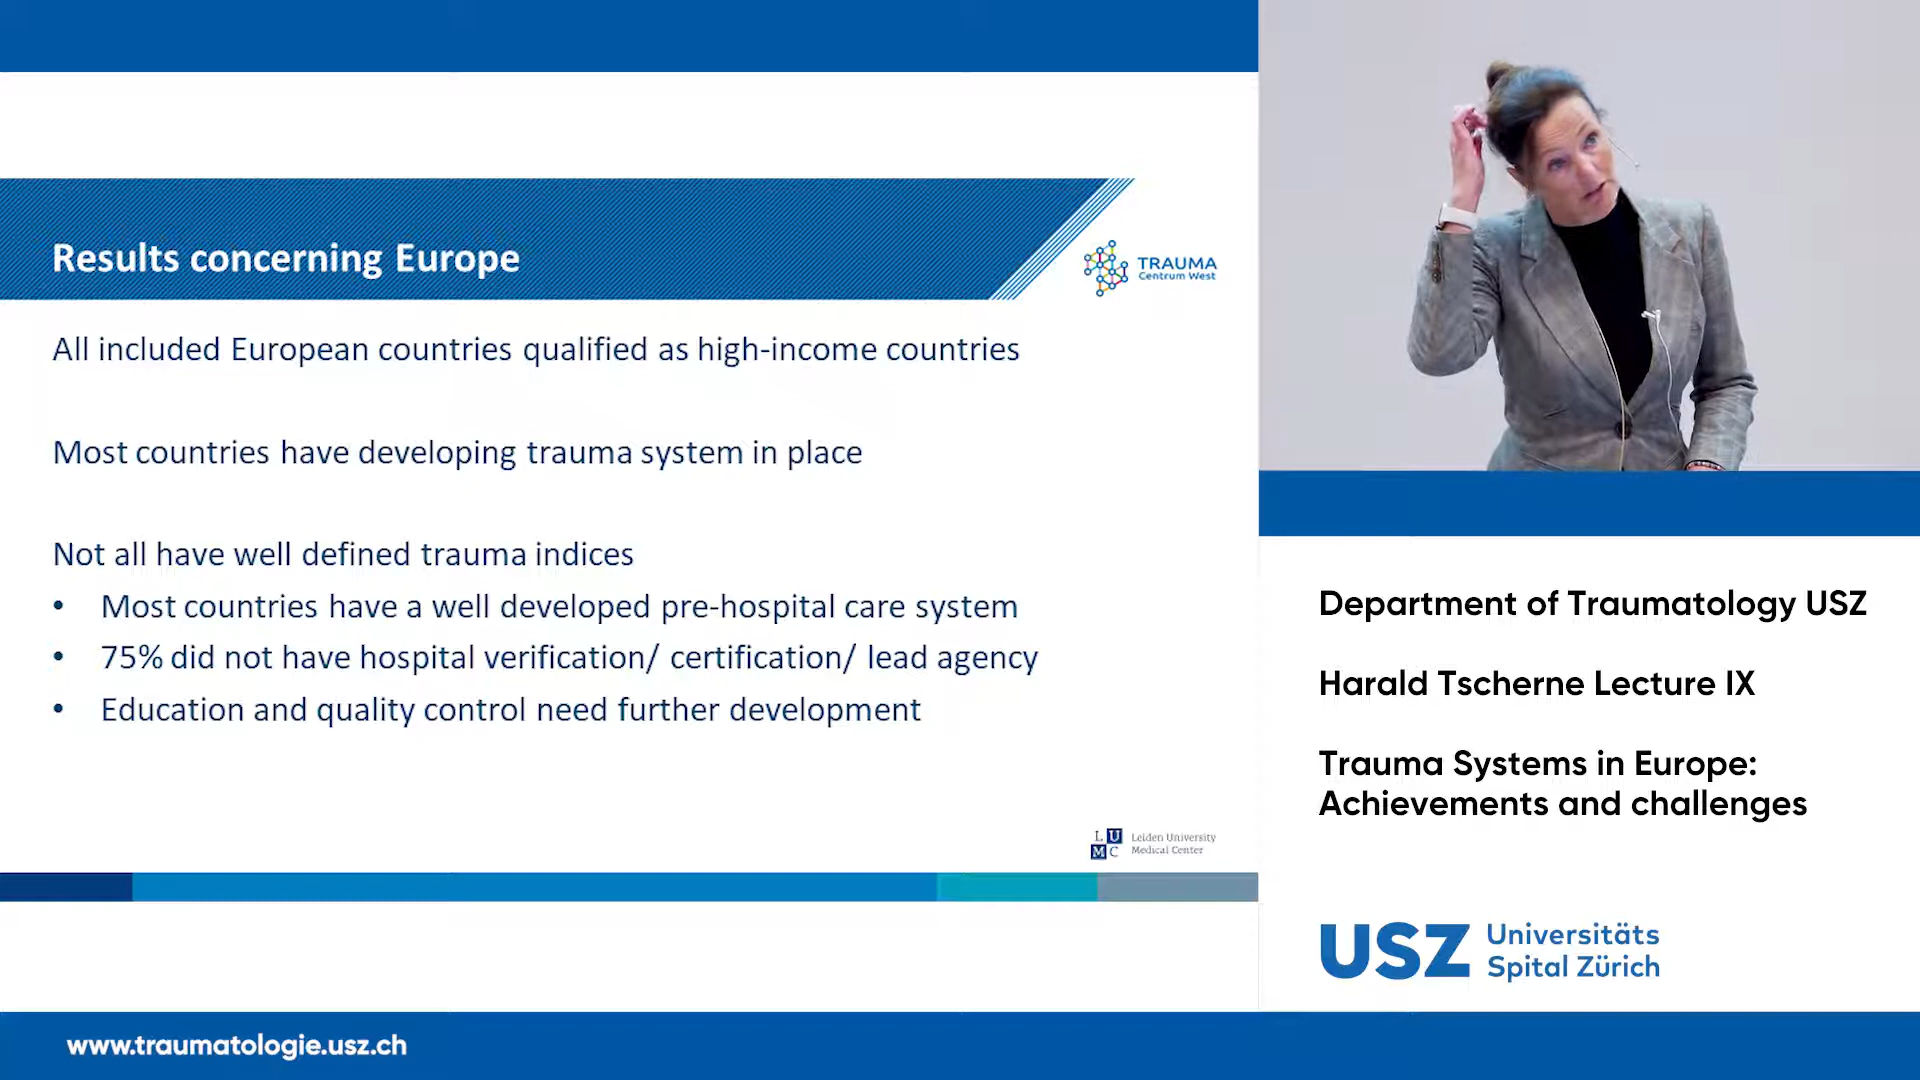 Results concerning Europe
TRAUMA
Centrum West
All included European countries qualified as high-income countries
Most countries have developing trauma system in place
Not all have well defined trauma indices
• Most countries have a well developed pre-hospital care system
• 75% did not have hospital verification/ certification/ lead agency
• Education and quality control need further development
LUMC
Leiden University
Medical Center
Department of Traumatology USZ
Harald Tscherne Lecture IX
Trauma Systems in Europe:
Achievements and challenges
USZ Universitäts
Spital Zürich
www.traumatologie.usz.ch